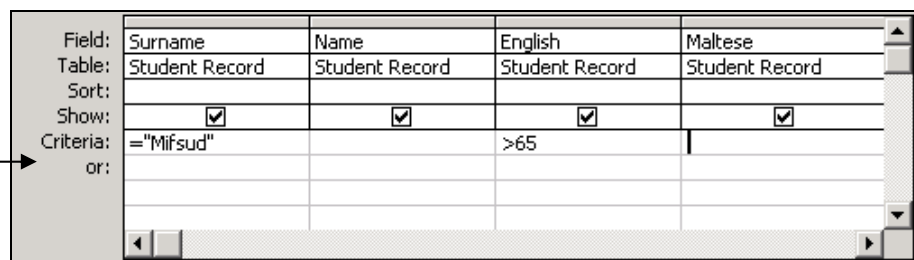 Field: Surname Name English Maltese
Table: Student Record Student Record Student Record Student Record
Sort:
Show:
Criteria: ="Mifsud" >65
or: